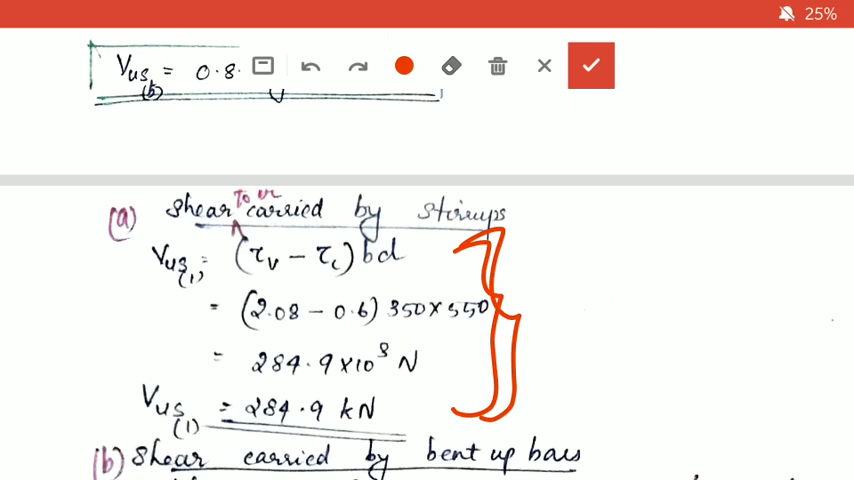 25%
Vus(b) = 0.8
(a) Shear To be carried by stirrups
Vus(1) = (τv − τc) bd
= (2.08 − 0.6) 350×550
= 284.9×10³ N
Vus(1) = 284.9 kN
(b) Shear carried by bent up bars